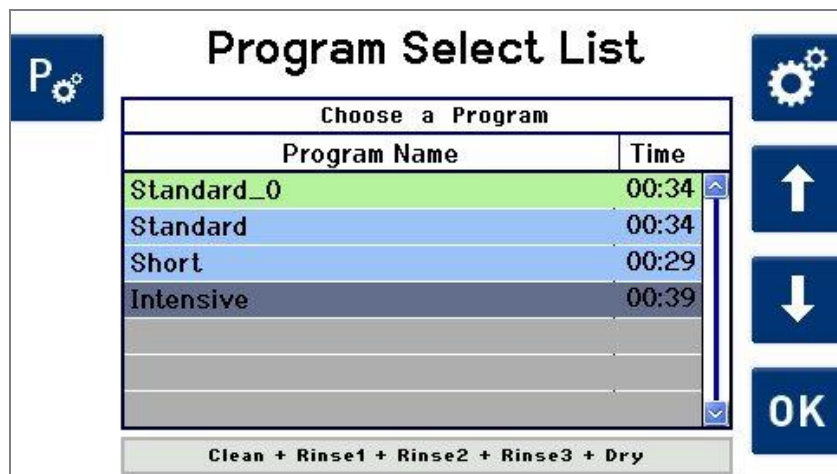 Program Select List
P
Choose a Program
Program Name Time
Standard_0 00:34
Standard 00:34
Short 00:29
Intensive 00:39
OK
Clean + Rinse1 + Rinse2 + Rinse3 + Dry